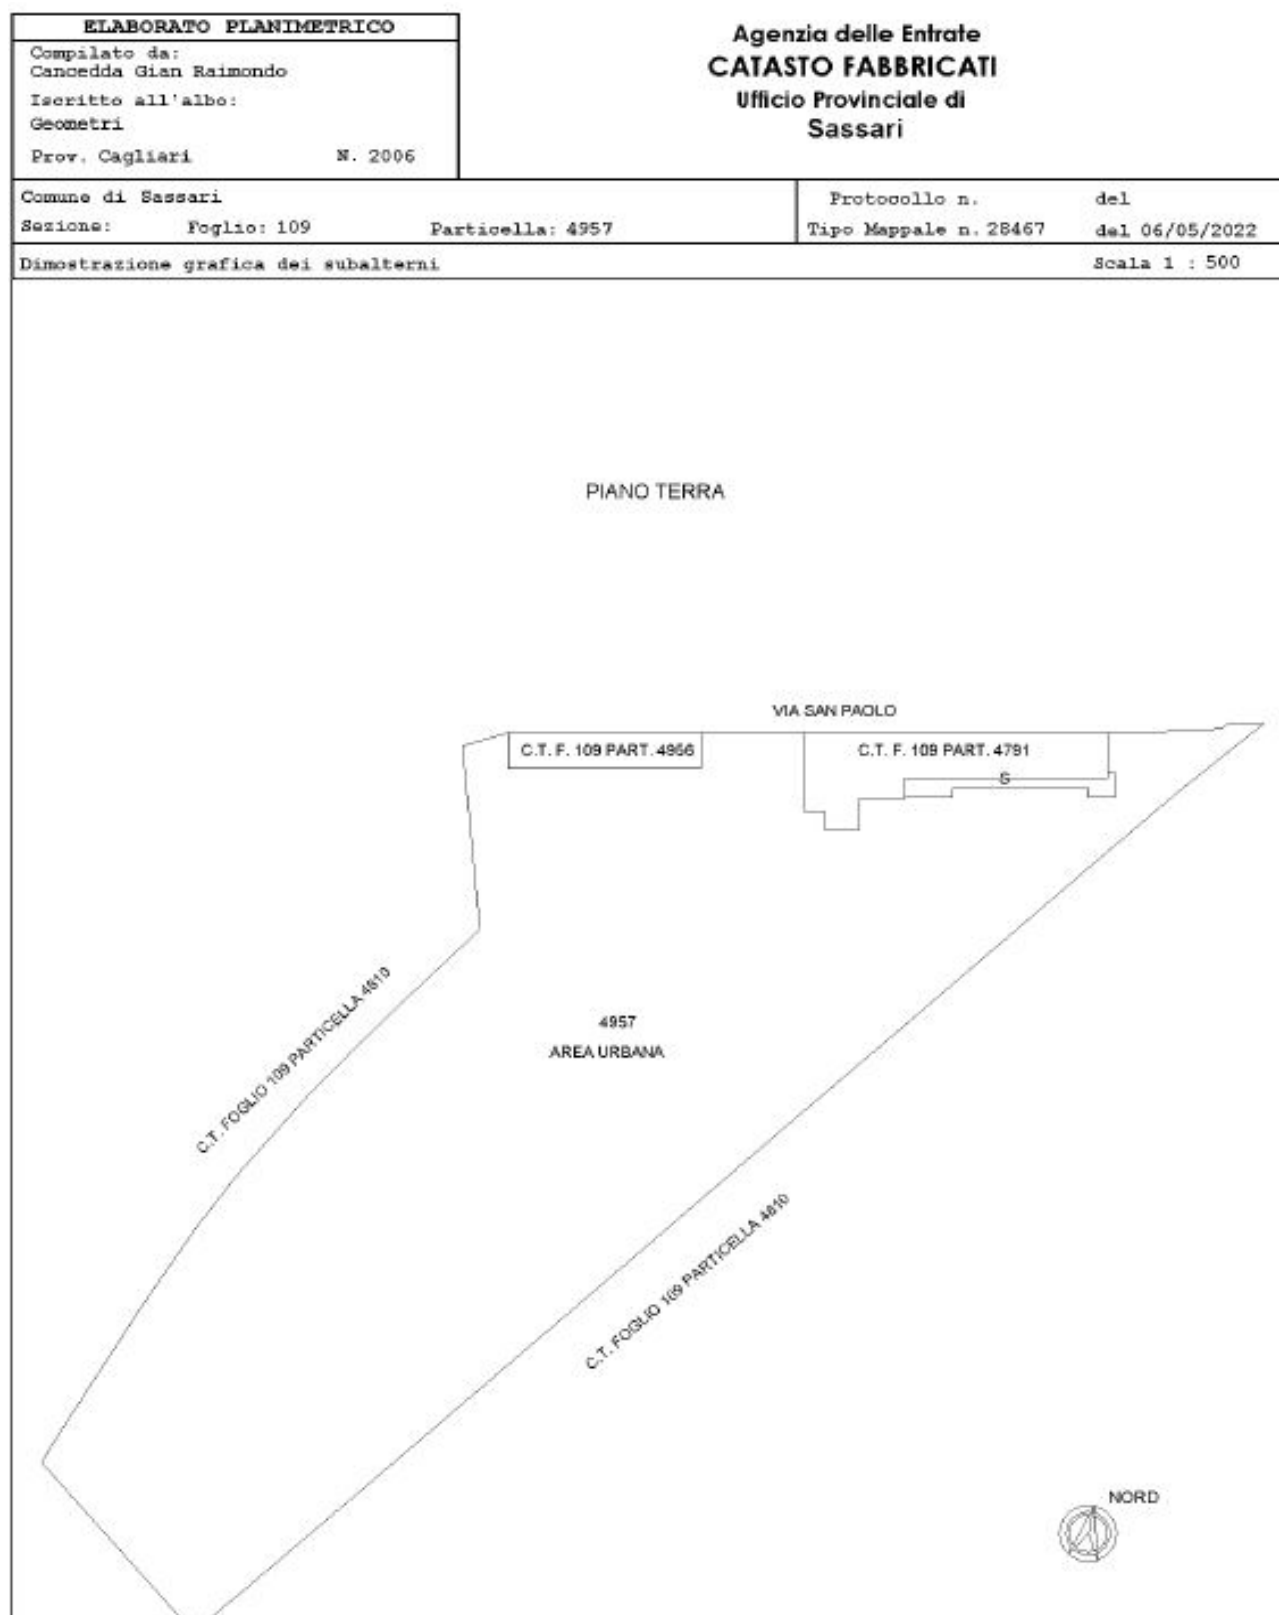 ELABORATO PLANIMETRICO
Compilato da:
Cancedda Gian Raimondo
Iscritto all'albo:
Geometri
Prov. Cagliari N. 2006
Agenzia delle Entrate
CATASTO FABBRICATI
Ufficio Provinciale di
Sassari
Comune di Sassari
Sezione: Foglio: 109 Particella: 4957
Protocollo n. del
Tipo Mappale n. 28467 del 06/05/2022
Dimostrazione grafica dei subalterni Scala 1 : 500
PIANO TERRA
VIA SAN PAOLO
C.T. F. 109 PART. 4956
C.T. F. 109 PART. 4791
S
C.T. FOGLIO 109 PARTICELLA 4810
4957
AREA URBANA
C.T. FOGLIO 109 PARTICELLA 4810
NORD